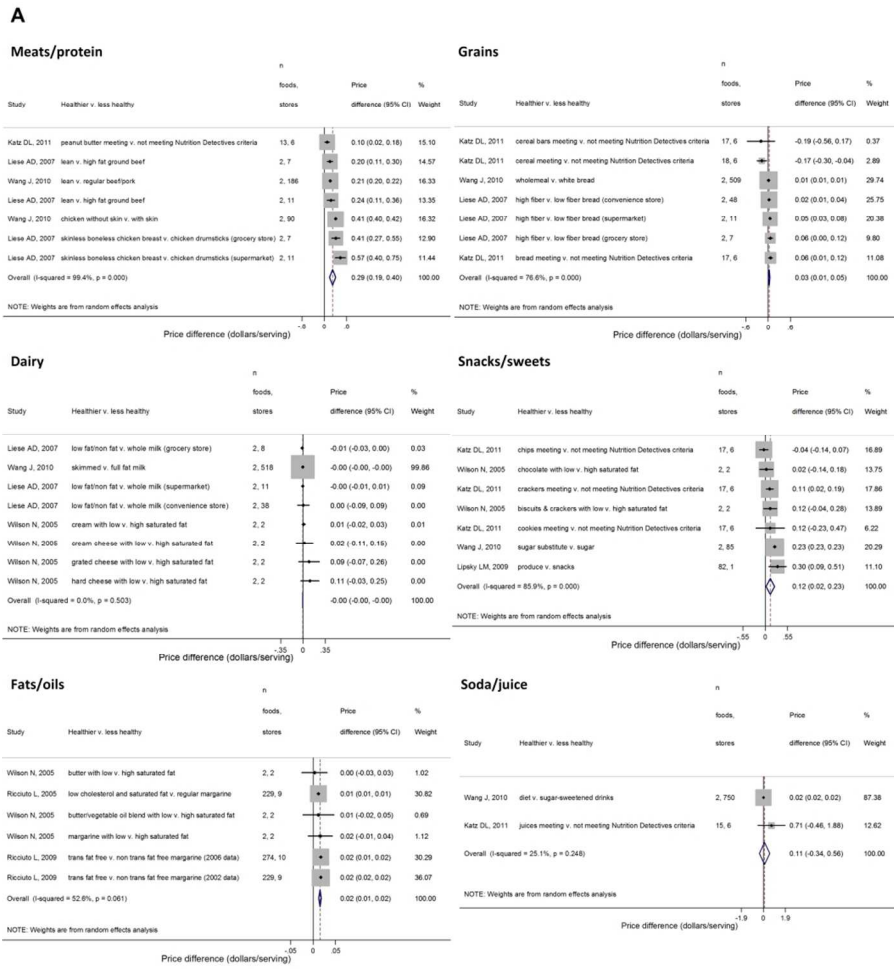 A
Meats/protein
n
foods, Price %
Study Healthier v. less healthy stores difference (95% CI) Weight
Katz DL, 2011 peanut butter meeting v. not meeting Nutrition Detectives criteria 13, 6 0.10 (0.02, 0.18) 15.10
Liese AD, 2007 lean v. high fat ground beef 2, 7 0.20 (0.11, 0.30) 14.57
Wang J, 2010 lean v. regular beef/pork 2, 186 0.21 (0.20, 0.22) 16.33
Liese AD, 2007 lean v. high fat ground beef 2, 11 0.24 (0.11, 0.36) 13.35
Wang J, 2010 chicken without skin v. with skin 2, 90 0.41 (0.40, 0.42) 16.32
Liese AD, 2007 skinless boneless chicken breast v. chicken drumsticks (grocery store) 2, 7 0.41 (0.27, 0.55) 12.90
Liese AD, 2007 skinless boneless chicken breast v. chicken drumsticks (supermarket) 2, 11 0.57 (0.40, 0.75) 11.44
Overall (I-squared = 99.4%, p = 0.000) 0.29 (0.19, 0.40) 100.00
NOTE: Weights are from random effects analysis
-.6 0 .6
Price difference (dollars/serving)
Grains
n
foods, Price %
Study Healthier v. less healthy stores difference (95% CI) Weight
Katz DL, 2011 cereal bars meeting v. not meeting Nutrition Detectives criteria 17, 6 -0.19 (-0.56, 0.17) 0.37
Katz DL, 2011 cereal meeting v. not meeting Nutrition Detectives criteria 18, 6 -0.17 (-0.30, -0.04) 2.89
Wang J, 2010 wholemeal v. white bread 2, 509 0.01 (0.01, 0.01) 29.74
Liese AD, 2007 high fiber v. low fiber bread (convenience store) 2, 48 0.02 (0.01, 0.04) 25.75
Liese AD, 2007 high fiber v. low fiber bread (supermarket) 2, 11 0.05 (0.03, 0.08) 20.38
Liese AD, 2007 high fiber v. low fiber bread (grocery store) 2, 7 0.06 (0.00, 0.12) 9.80
Katz DL, 2011 bread meeting v. not meeting Nutrition Detectives criteria 17, 6 0.06 (0.01, 0.12) 11.08
Overall (I-squared = 76.6%, p = 0.000) 0.03 (0.01, 0.05) 100.00
NOTE: Weights are from random effects analysis
-.6 0 .6
Price difference (dollars/serving)
Dairy
n
foods, Price %
Study Healthier v. less healthy stores difference (95% CI) Weight
Liese AD, 2007 low fat/non fat v. whole milk (grocery store) 2, 8 -0.01 (-0.03, 0.00) 0.03
Wang J, 2010 skimmed v. full fat milk 2, 518 -0.00 (-0.00, -0.00) 99.86
Liese AD, 2007 low fat/non fat v. whole milk (supermarket) 2, 11 -0.00 (-0.01, 0.01) 0.09
Liese AD, 2007 low fat/non fat v. whole milk (convenience store) 2, 38 0.00 (-0.09, 0.09) 0.00
Wilson N, 2005 cream with low v. high saturated fat 2, 2 0.01 (-0.02, 0.03) 0.01
Wilson N, 2005 cream cheese with low v. high saturated fat 2, 2 0.02 (-0.11, 0.15) 0.00
Wilson N, 2005 grated cheese with low v. high saturated fat 2, 2 0.09 (-0.07, 0.26) 0.00
Wilson N, 2005 hard cheese with low v. high saturated fat 2, 2 0.11 (-0.03, 0.25) 0.00
Overall (I-squared = 0.0%, p = 0.503) -0.00 (-0.00, -0.00) 100.00
NOTE: Weights are from random effects analysis
-.35 0 .35
Price difference (dollars/serving)
Snacks/sweets
n
foods, Price %
Study Healthier v. less healthy stores difference (95% CI) Weight
Katz DL, 2011 chips meeting v. not meeting Nutrition Detectives criteria 17, 6 -0.04 (-0.14, 0.07) 16.89
Wilson N, 2005 chocolate with low v. high saturated fat 2, 2 0.02 (-0.14, 0.18) 13.75
Katz DL, 2011 crackers meeting v. not meeting Nutrition Detectives criteria 17, 6 0.11 (0.02, 0.19) 17.86
Wilson N, 2005 biscuits & crackers with low v. high saturated fat 2, 2 0.12 (-0.04, 0.28) 13.89
Katz DL, 2011 cookies meeting v. not meeting Nutrition Detectives criteria 17, 6 0.12 (-0.23, 0.47) 6.22
Wang J, 2010 sugar substitute v. sugar 2, 85 0.23 (0.23, 0.23) 20.29
Lipsky LM, 2009 produce v. snacks 82, 1 0.30 (0.09, 0.51) 11.10
Overall (I-squared = 85.9%, p = 0.000) 0.12 (0.02, 0.23) 100.00
NOTE: Weights are from random effects analysis
-.55 0 .55
Price difference (dollars/serving)
Fats/oils
n
foods, Price %
Study Healthier v. less healthy stores difference (95% CI) Weight
Wilson N, 2005 butter with low v. high saturated fat 2, 2 0.00 (-0.03, 0.03) 1.02
Ricciuto L, 2005 low cholesterol and saturated fat v. regular margarine 229, 9 0.01 (0.01, 0.01) 30.82
Wilson N, 2005 butter/vegetable oil blend with low v. high saturated fat 2, 2 0.01 (-0.02, 0.05) 0.69
Wilson N, 2005 margarine with low v. high saturated fat 2, 2 0.02 (-0.01, 0.04) 1.12
Ricciuto L, 2009 trans fat free v. non trans fat free margarine (2006 data) 274, 10 0.02 (0.01, 0.02) 30.29
Ricciuto L, 2009 trans fat free v. non trans fat free margarine (2002 data) 229, 9 0.02 (0.02, 0.02) 36.07
Overall (I-squared = 52.6%, p = 0.061) 0.02 (0.01, 0.02) 100.00
NOTE: Weights are from random effects analysis
-.05 0 .05
Price difference (dollars/serving)
Soda/juice
n
foods, Price %
Study Healthier v. less healthy stores difference (95% CI) Weight
Wang J, 2010 diet v. sugar-sweetened drinks 2, 750 0.02 (0.02, 0.02) 87.38
Katz DL, 2011 juices meeting v. not meeting Nutrition Detectives criteria 15, 6 0.71 (-0.46, 1.88) 12.62
Overall (I-squared = 25.1%, p = 0.248) 0.11 (-0.34, 0.56) 100.00
NOTE: Weights are from random effects analysis
-1.9 0 1.9
Price difference (dollars/serving)